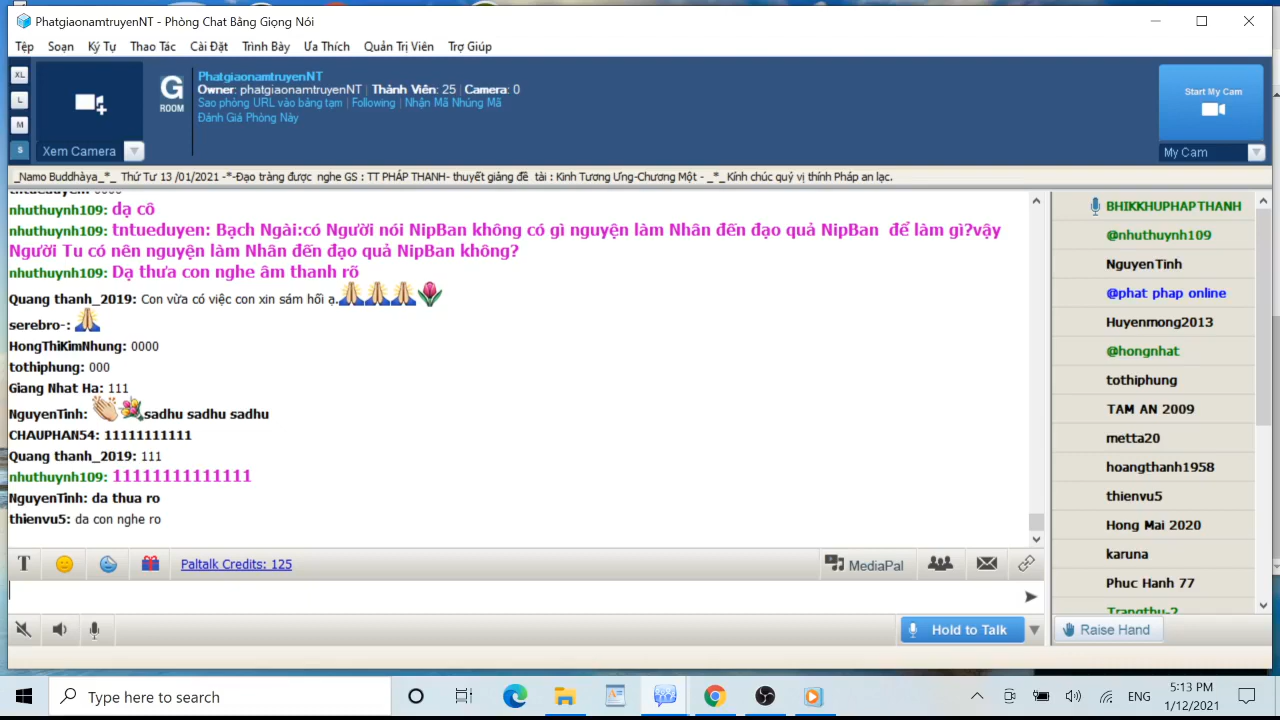 PhatgiaonamtruyenNT - Phòng Chat Bằng Giọng Nói
Tệp Soạn Ký Tự Thao Tác Cài Đặt Trình Bày Ưa Thích Quản Trị Viên Trợ Giúp
XL
L
M
S
Xem Camera
G
ROOM
PhatgiaonamtruyenNT
Owner: phatgiaonamtruyenNT | Thành Viên: 25 | Camera: 0
Sao phòng URL vào bảng tạm | Following | Nhận Mã Nhúng Mã
Đánh Giá Phòng Này
Start My Cam
My Cam
_Namo Buddhàya_*_ Thứ Tư 13 /01/2021 -*-Đạo tràng được nghe GS : TT PHÁP THANH- thuyết giảng đề tài : Kinh Tương Ưng-Chương Một - _*_ Kính chúc quý vị thính Pháp an lạc.
nhuthuynh109: dạ cô
nhuthuynh109: tntueduyen: Bạch Ngài:có Người nói NipBan không có gì nguyện làm Nhân đến đạo quả NipBan để làm gì?vậy
Người Tu có nên nguyện làm Nhân đến đạo quả NipBan không?
nhuthuynh109: Dạ thưa con nghe âm thanh rõ
Quang thanh_2019: Con vừa có việc con xin sám hối ạ.
serebro-:
HongThiKimNhung: 0000
tothiphung: 000
Giang Nhat Ha: 111
NguyenTinh: sadhu sadhu sadhu
CHAUPHAN54: 11111111111
Quang thanh_2019: 111
nhuthuynh109: 11111111111111
NguyenTinh: da thua ro
thienvu5: da con nghe ro
BHIKKHUPHAPTHANH
@nhuthuynh109
NguyenTinh
@phat phap online
Huyenmong2013
@hongnhat
tothiphung
TAM AN 2009
metta20
hoangthanh1958
thienvu5
Hong Mai 2020
karuna
Phuc Hanh 77
Trangthu-2
T Paltalk Credits: 125 MediaPal
Hold to Talk
Raise Hand
Type here to search
ENG
5:13 PM
1/12/2021